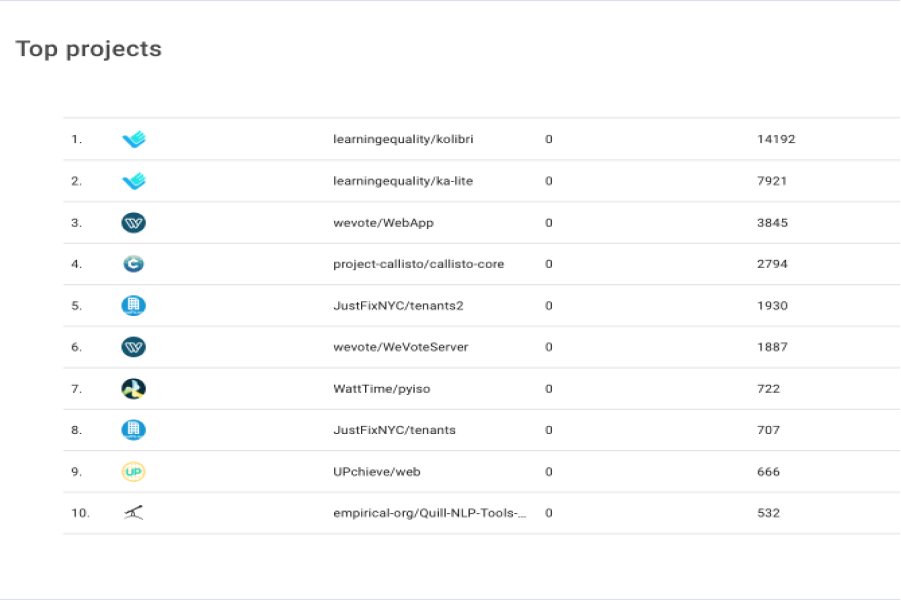 Top projects
1. learningequality/kolibri 0 14192
2. learningequality/ka-lite 0 7921
3. wevote/WebApp 0 3845
4. project-callisto/callisto-core 0 2794
5. JustFixNYC/tenants2 0 1930
6. wevote/WeVoteServer 0 1887
7. WattTime/pyiso 0 722
8. JustFixNYC/tenants 0 707
9. UP UPchieve/web 0 666
10. empirical-org/Quill-NLP-Tools-... 0 532